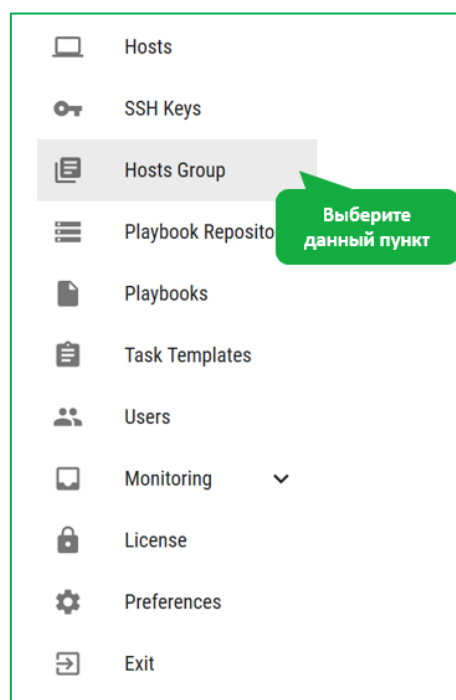 Hosts
SSH Keys
Hosts Group
Выберите
данный пункт
Playbook Reposito
Playbooks
Task Templates
Users
Monitoring
License
Preferences
Exit